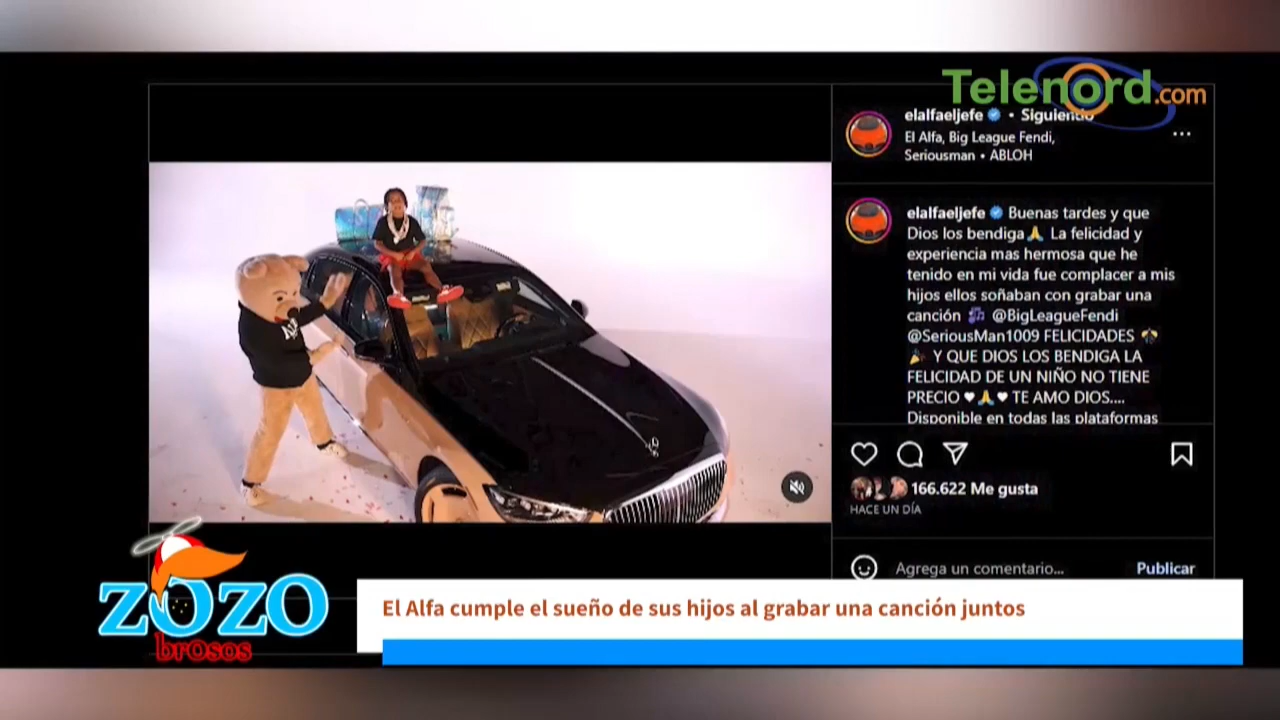 Telenord.com
elalfaeljefe • Siguiendo
El Alfa, Big League Fendi,
Seriousman • ABLOH
elalfaeljefe Buenas tardes y que
Dios los bendiga🙏 La felicidad y
experiencia mas hermosa que he
tenido en mi vida fue complacer a mis
hijos ellos soñaban con grabar una
canción 🎶 @BigLeagueFendi
@SeriousMan1009 FELICIDADES 🎊
🎉 Y QUE DIOS LOS BENDIGA LA
FELICIDAD DE UN NIÑO NO TIENE
PRECIO ♥🙏♥ TE AMO DIOS....
Disponible en todas las plataformas
166.622 Me gusta
HACE UN DÍA
Agrega un comentario... Publicar
ZOZO
brosos
El Alfa cumple el sueño de sus hijos al grabar una canción juntos